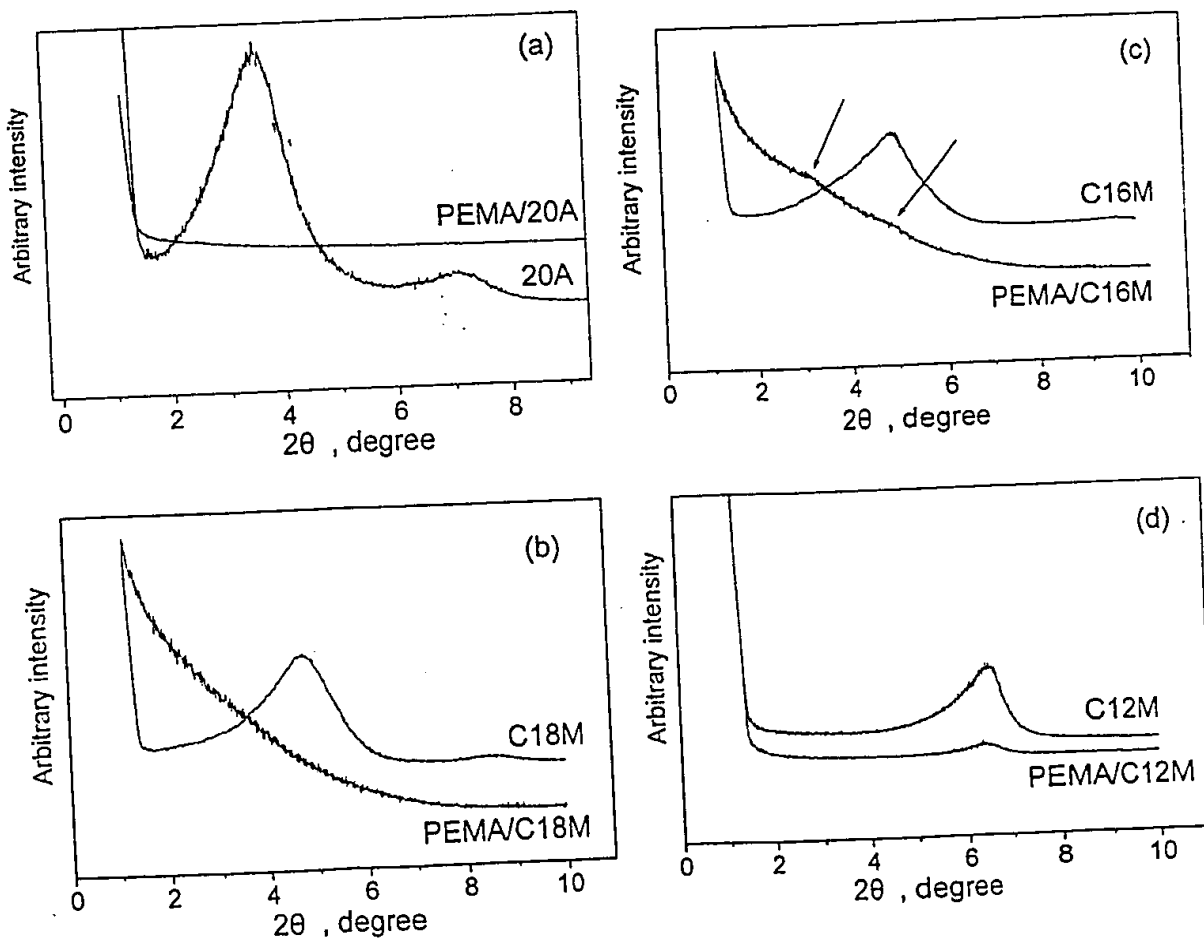 (a)
Arbitrary intensity
PEMA/20A
20A
0 2 4 6 8
2θ , degree
(c)
Arbitrary intensity
C16M
PEMA/C16M
0 2 4 6 8 10
2θ , degree
(b)
Arbitrary intensity
C18M
PEMA/C18M
0 2 4 6 8 10
2θ , degree
(d)
Arbitrary intensity
C12M
PEMA/C12M
0 2 4 6 8 10
2θ , degree